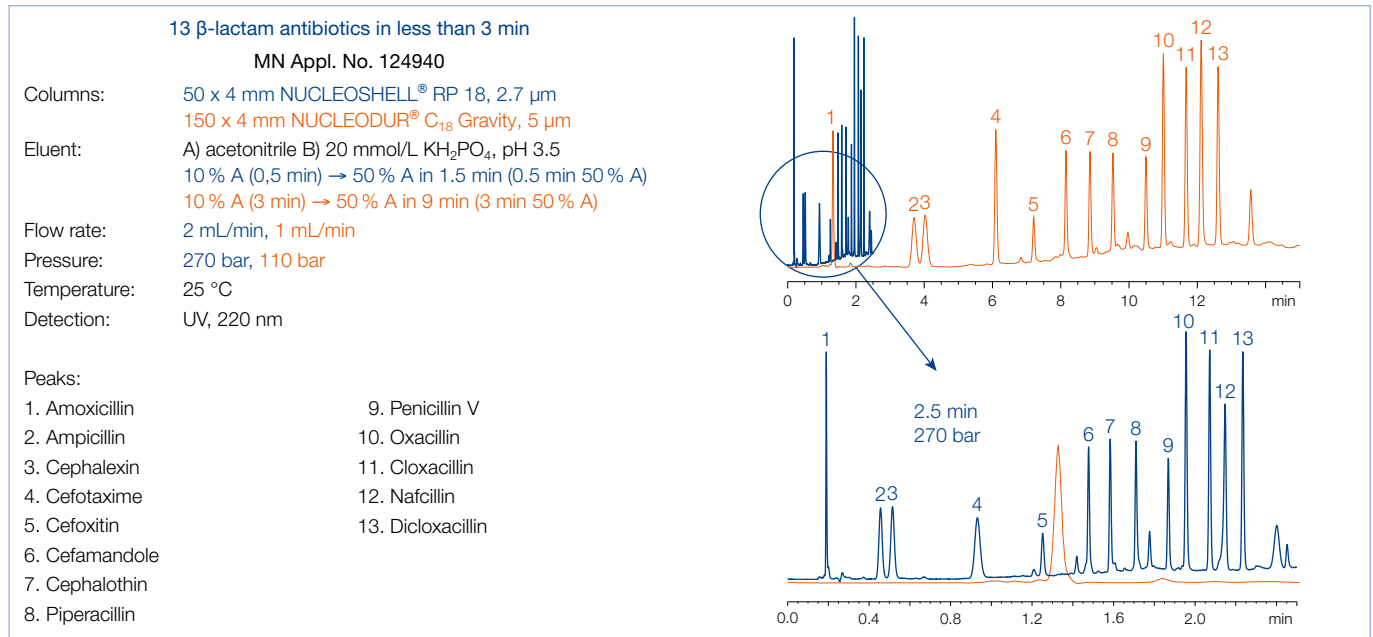 13 β-lactam antibiotics in less than 3 min
MN Appl. No. 124940
Columns: 50 x 4 mm NUCLEOSHELL® RP 18, 2.7 µm
150 x 4 mm NUCLEODUR® C₁₈ Gravity, 5 µm
Eluent: A) acetonitrile B) 20 mmol/L KH₂PO₄, pH 3.5
10 % A (0,5 min) → 50 % A in 1.5 min (0.5 min 50 % A)
10 % A (3 min) → 50 % A in 9 min (3 min 50 % A)
Flow rate: 2 mL/min, 1 mL/min
Pressure: 270 bar, 110 bar
Temperature: 25 °C
Detection: UV, 220 nm
Peaks:
1. Amoxicillin
2. Ampicillin
3. Cephalexin
4. Cefotaxime
5. Cefoxitin
6. Cefamandole
7. Cephalothin
8. Piperacillin
9. Penicillin V
10. Oxacillin
11. Cloxacillin
12. Nafcillin
13. Dicloxacillin
1 2 3 4 5 6 7 8 9 10 11 12 13
0 2 4 6 8 10 12 min
1 2 3 4 5 6 7 8 9 10 11 12 13
2.5 min
270 bar
0.0 0.4 0.8 1.2 1.6 2.0 min